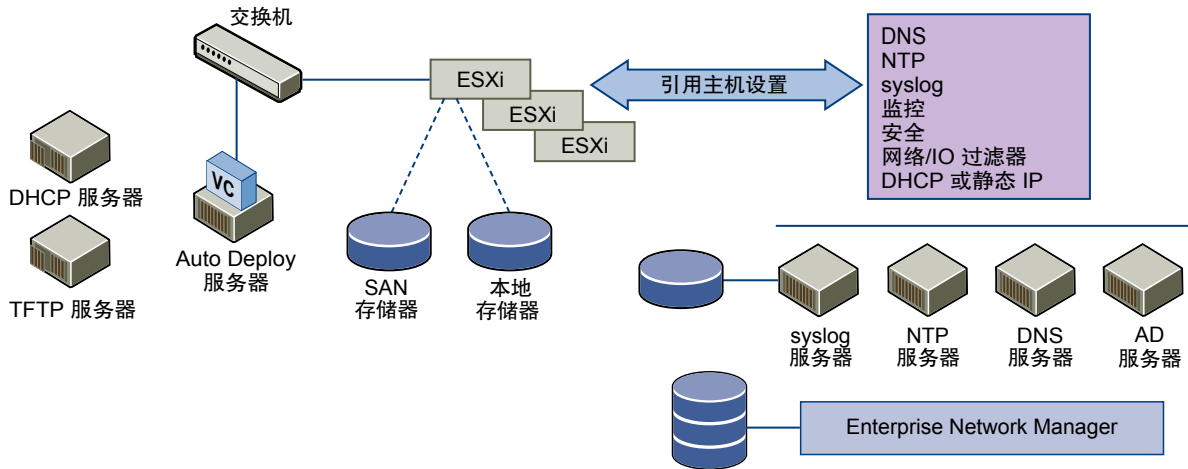 交换机
ESXi
ESXi
ESXi
引用主机设置
DNS
NTP
syslog
监控
安全
网络/IO 过滤器
DHCP 或静态 IP
DHCP 服务器
TFTP 服务器
VC
Auto Deploy
服务器
SAN
存储器
本地
存储器
syslog
服务器
NTP
服务器
DNS
服务器
AD
服务器
Enterprise Network Manager